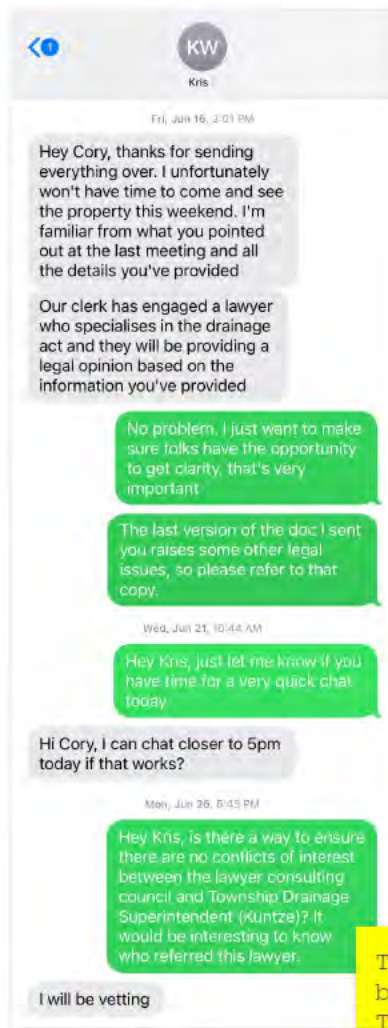 1
KW
Kris
Fri, Jun 16, 3:01 PM
Hey Cory, thanks for sending
everything over. I unfortunately
won't have time to come and see
the property this weekend. I'm
familiar from what you pointed
out at the last meeting and all
the details you've provided
Our clerk has engaged a lawyer
who specialises in the drainage
act and they will be providing a
legal opinion based on the
information you've provided
No problem. I just want to make
sure folks have the opportunity
to get clarity, that's very
important
The last version of the doc I sent
you raises some other legal
issues, so please refer to that
copy.
Wed, Jun 21, 10:44 AM
Hey Kris, just let me know if you
have time for a very quick chat
today
Hi Cory, I can chat closer to 5pm
today if that works?
Mon, Jun 26, 6:45 PM
Hey Kris, is there a way to ensure
there are no conflicts of interest
between the lawyer consulting
council and Township Drainage
Superintendent (Kuntze)? It
would be interesting to know
who referred this lawyer.
I will be vetting
T
b
T